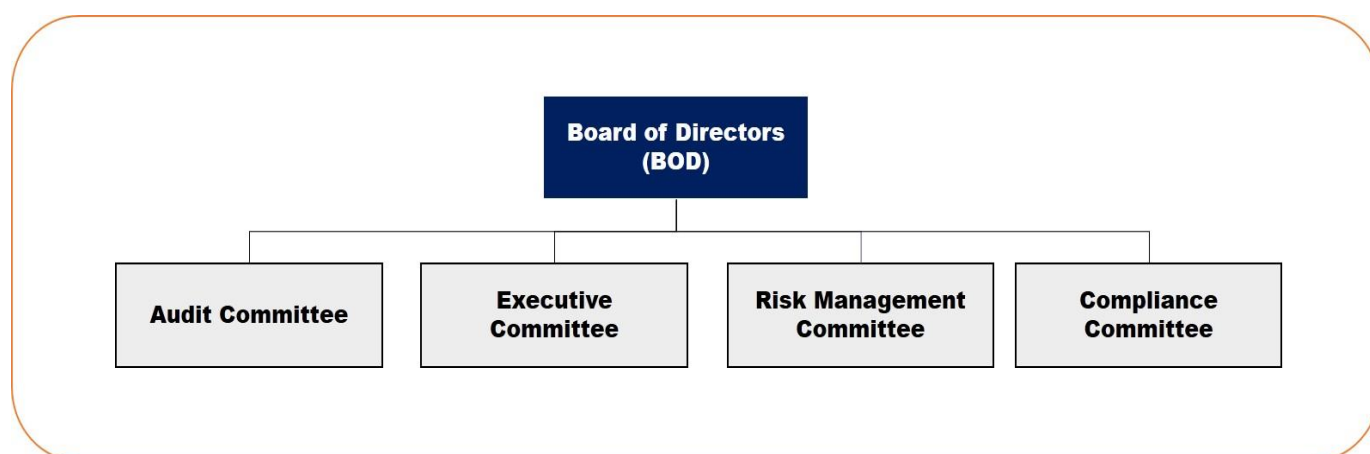 Board of Directors
(BOD)
Audit Committee
Executive
Committee
Risk Management
Committee
Compliance
Committee